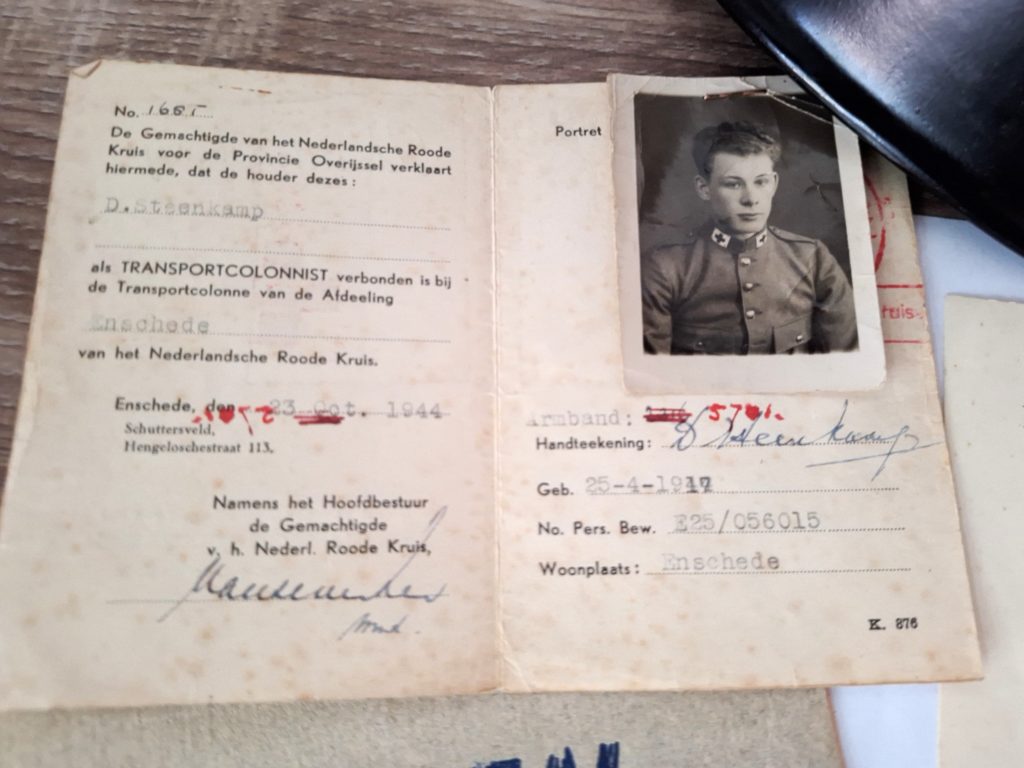 No. 1685
De Gemachtigde van het Nederlandsche Roode
Kruis voor de Provincie Overijssel verklaart
hiermede, dat de houder dezes:
D.Steenkamp
als TRANSPORTCOLONNIST verbonden is bij
de Transportcolonne van de Afdeeling
Enschede
van het Nederlandsche Roode Kruis.
Enschede, den 23 Oct. 1944
Schuttersveld,
Hengeloschestraat 113,
Namens het Hoofdbestuur
de Gemachtigde
v. h. Nederl. Roode Kruis,
Portret
Armband: 5701.
Handteekening: D Steenkamp
Geb. 25-4-19
No. Pers. Bew. E25/056015
Woonplaats: Enschede
K. 876